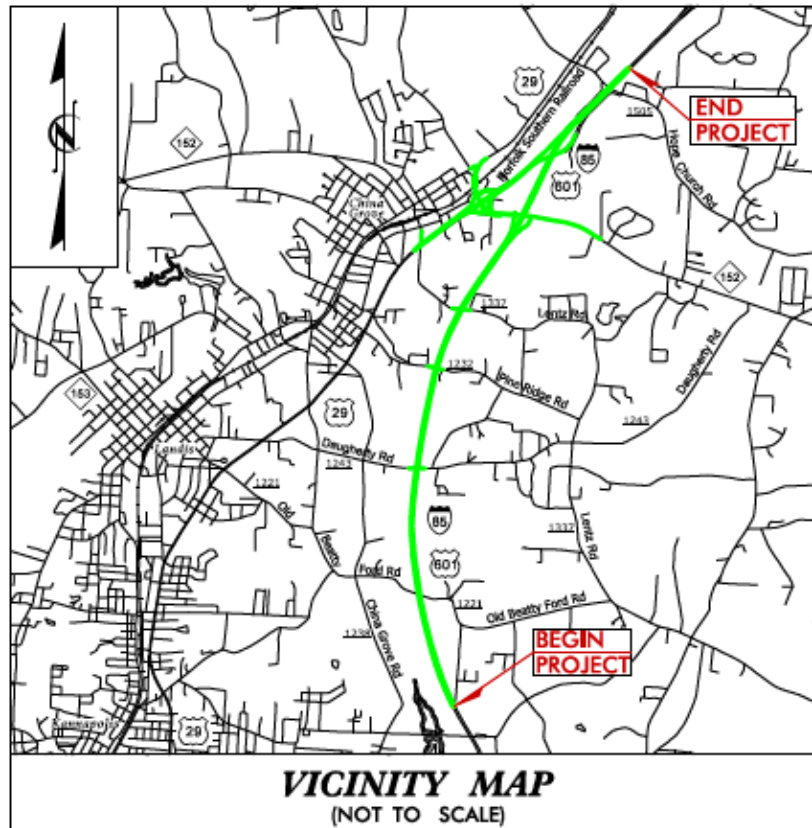 29
Norfolk Southern Railroad
END
PROJECT
1505
152
85
Hope Church Rd
601
China
Grove
152
1337
Lentz Rd
Daugherty Rd
153
1232
Pine Ridge Rd
29
1243
Landis
Daugherty Rd
1243
1221
Old
85
1337
Lentz Rd
Beatty
Ford Rd
601
1221
Old Beatty Ford Rd
1238
China Grove Rd
BEGIN
PROJECT
Kannapolis
29
VICINITY MAP
(NOT TO SCALE)